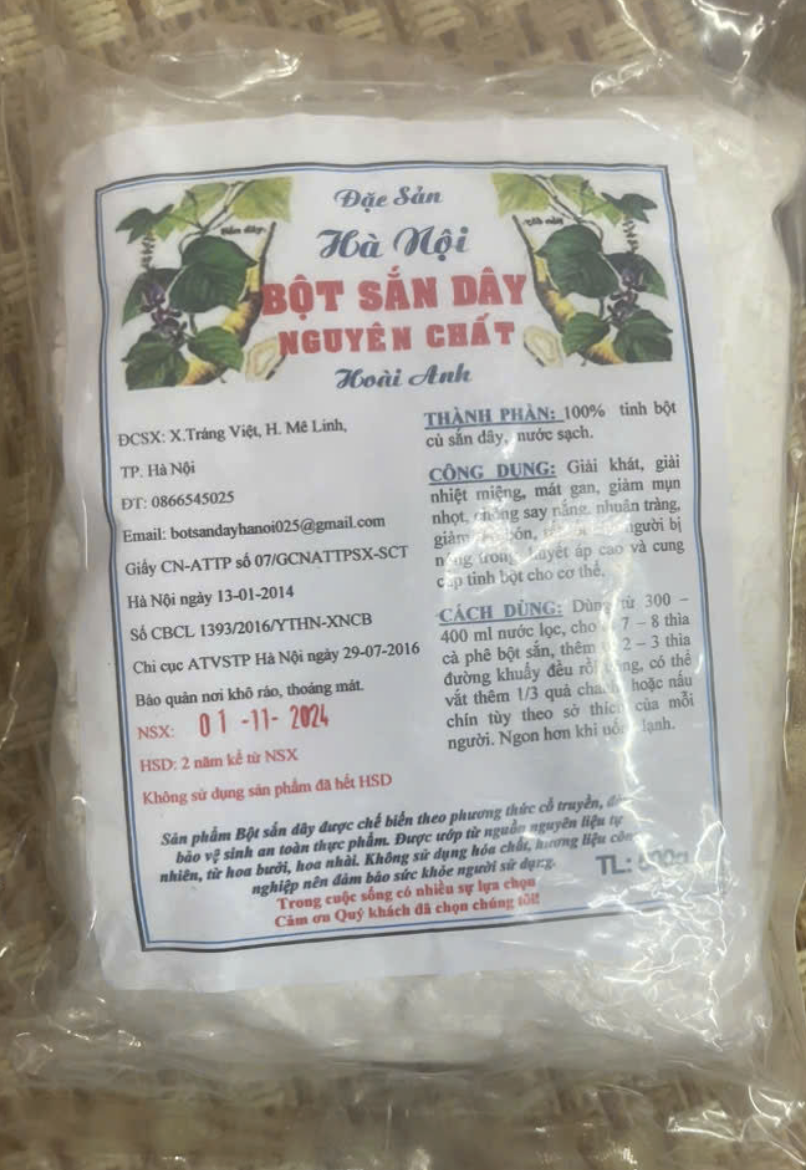 Đặc Sản
Hà Nội
BỘT SẮN DÂY
NGUYÊN CHẤT
Hoài Anh
ĐCSX: X.Tráng Việt, H. Mê Linh,
TP. Hà Nội
ĐT: 0866545025
Email: botsandayhanoi025@gmail.com
Giấy CN-ATTP số 07/GCNATTPSX-SCT
Hà Nội ngày 13-01-2014
Số CBCL 1393/2016/YTHN-XNCB
Chi cục ATVSTP Hà Nội ngày 29-07-2016
Bảo quản nơi khô ráo, thoáng mát.
NSX: 01 -11- 2024
HSD: 2 năm kể từ NSX
Không sử dụng sản phẩm đã hết HSD
THÀNH PHẦN: 100% tinh bột
củ sắn dây, nước sạch.
CÔNG DỤNG: Giải khát, giải
nhiệt miệng, mát gan, giảm mụn
nhọt, chống say nắng, nhuận tràng,
giảm bón, người bị
nóng trong, huyết áp cao và cung
cấp tinh bột cho cơ thể.
CÁCH DÙNG: Dùng từ 300 –
400 ml nước lọc, cho 7 – 8 thìa
cà phê bột sắn, thêm 2 – 3 thìa
đường khuấy đều rồi uống, có thể
vắt thêm 1/3 quả chanh hoặc nấu
chín tùy theo sở thích của mỗi
người. Ngon hơn khi uống lạnh.
Sản phẩm Bột sắn dây được chế biến theo phương thức cổ truyền,
bảo vệ sinh an toàn thực phẩm. Được ướp từ nguồn nguyên liệu tự
nhiên, từ hoa bưởi, hoa nhài. Không sử dụng hóa chất, hương liệu
nghiệp nên đảm bảo sức khỏe người sử dụng.
TL:
Trong cuộc sống có nhiều sự lựa chọn
Cảm ơn Quý khách đã chọn chúng tôi!